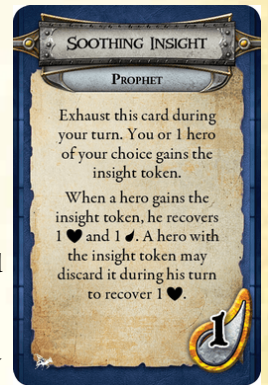 SOOTHING INSIGHT
PROPHET
Exhaust this card during
your turn. You or 1 hero
of your choice gains the
insight token.
When a hero gains the
insight token, he recovers
1 ♥ and 1 . A hero with
the insight token may
discard it during his turn
to recover 1 ♥.
1